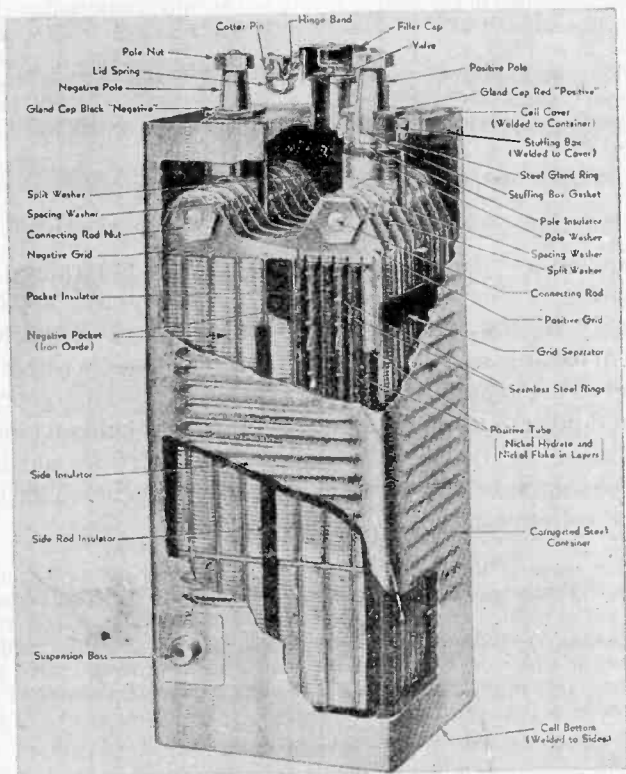 Cotter Pin
Hinge Band
Filler Cap
Pole Nut
Valve
Lid Spring
Positive Pole
Negative Pole
Gland Cap Red "Positive"
Gland Cap Black "Negative"
Cell Cover
(Welded to Container)
Stuffing Box
(Welded to Cover)
Steel Gland Ring
Split Washer
Stuffing Box Gasket
Spacing Washer
Pole Insulator
Pole Washer
Connecting Rod Nut
Spacing Washer
Negative Grid
Split Washer
Connecting Rod
Pocket Insulator
Positive Grid
Negative Pocket
(Iron Oxide)
Grid Separator
Seamless Steel Rings
Positive Tube
[Nickel Hydrate and
Nickel Flake in Layers]
Side Insulator
Side Rod Insulator
Corrugated Steel
Container
Suspension Boss
Cell Bottom
(Welded to Sides)